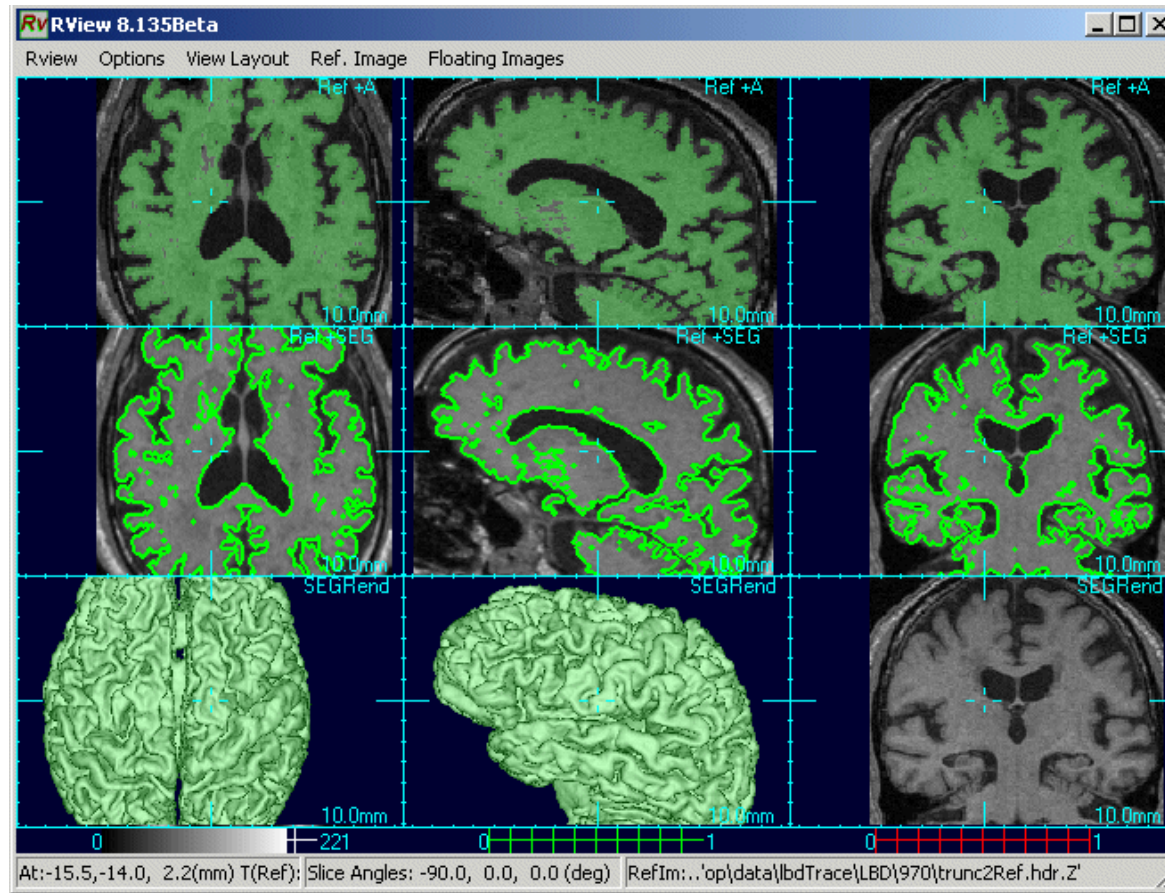 Rv RView 8.135Beta
Rview Options View Layout Ref. Image Floating Images
Ref +A Ref +A Ref +A
10.0mm 10.0mm 10.0mm
Ref +SEG Ref +SEG Ref +SEG
10.0mm 10.0mm 10.0mm
SEGRend SEGRend SEGRend
10.0mm 10.0mm 10.0mm
0 221 0 1 0 1
At:-15.5,-14.0, 2.2(mm) T(Ref): Slice Angles: -90.0, 0.0, 0.0 (deg) RefIm:..'op\data\lbdTrace\LBD\970\trunc2Ref.hdr.Z'